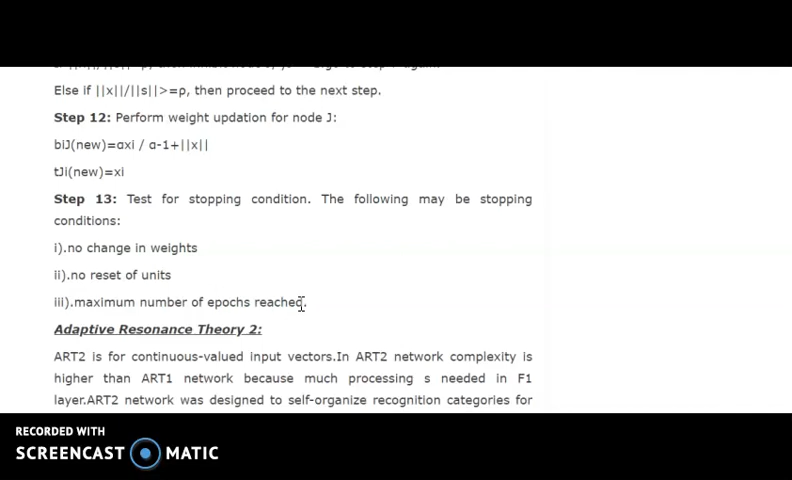 Else if ||x||/||s||>=ρ, then proceed to the next step.
Step 12: Perform weight updation for node J:
biJ(new)=αxi / α-1+||x||
tJi(new)=xi
Step 13: Test for stopping condition. The following may be stopping
conditions:
i).no change in weights
ii).no reset of units
iii).maximum number of epochs reached.
Adaptive Resonance Theory 2:
ART2 is for continuous-valued input vectors.In ART2 network complexity is
higher than ART1 network because much processing s needed in F1
layer.ART2 network was designed to self-organize recognition categories for
RECORDED WITH
SCREENCAST MATIC